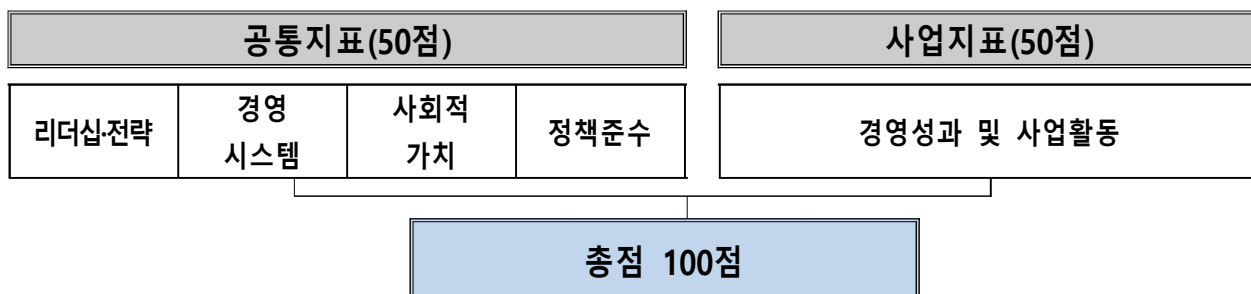 공통지표(50점)
사업지표(50점)
리더십·전략
경영
시스템
사회적
가치
정책준수
경영성과 및 사업활동
총점 100점